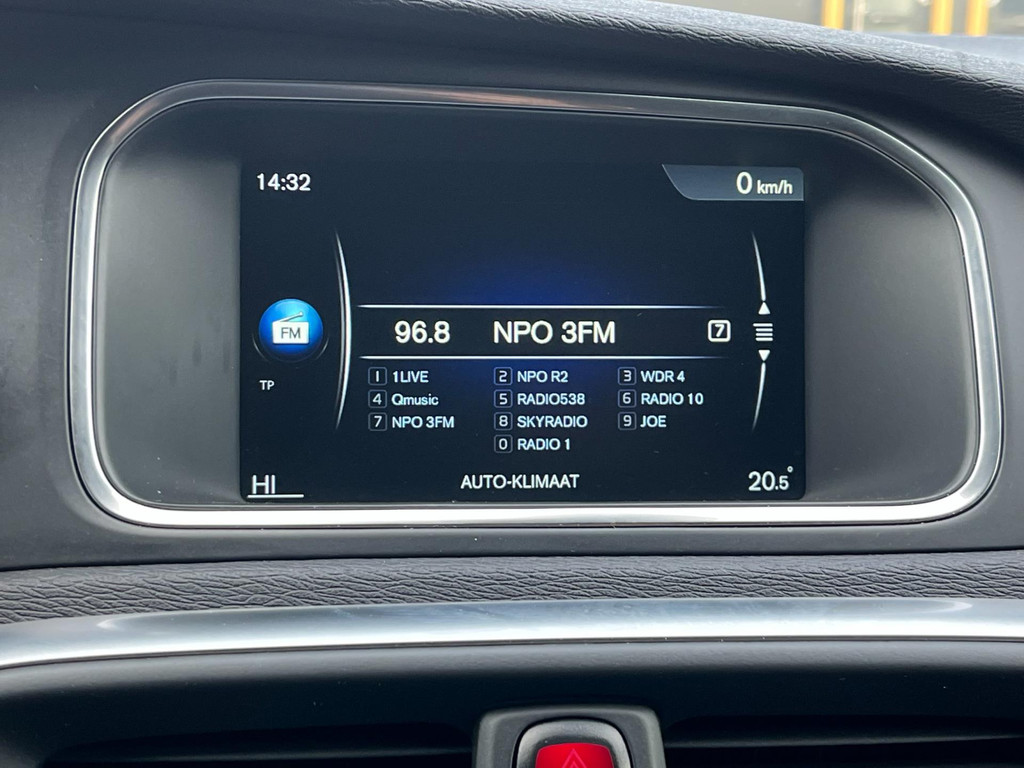 14:32
0 km/h
96.8 NPO 3FM 7
FM
TP
1 1LIVE 2 NPO R2 3 WDR 4
4 Qmusic 5 RADIO538 6 RADIO 10
7 NPO 3FM 8 SKYRADIO 9 JOE
0 RADIO 1
HI AUTO-KLIMAAT 20.5°